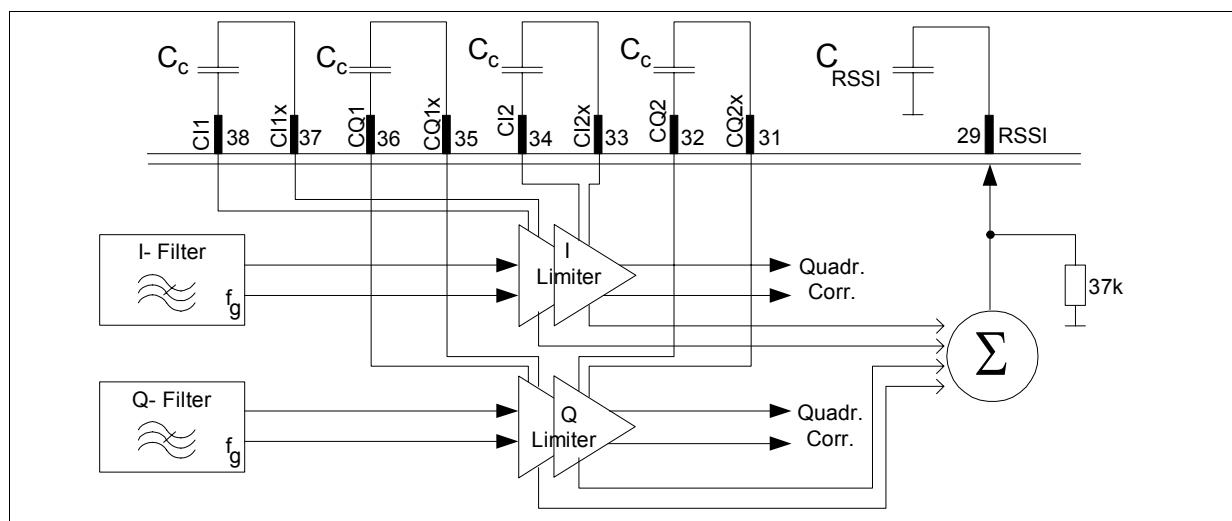 Cc
Cc
Cc
Cc
CRSSI
CI1
38
CI1x
37
CQ1
36
CQ1x
35
CI2
34
CI2x
33
CQ2
32
CQ2x
31
29
RSSI
I- Filter
fg
I
Limiter
Quadr.
Corr.
37k
Σ
Q- Filter
fg
Q
Limiter
Quadr.
Corr.